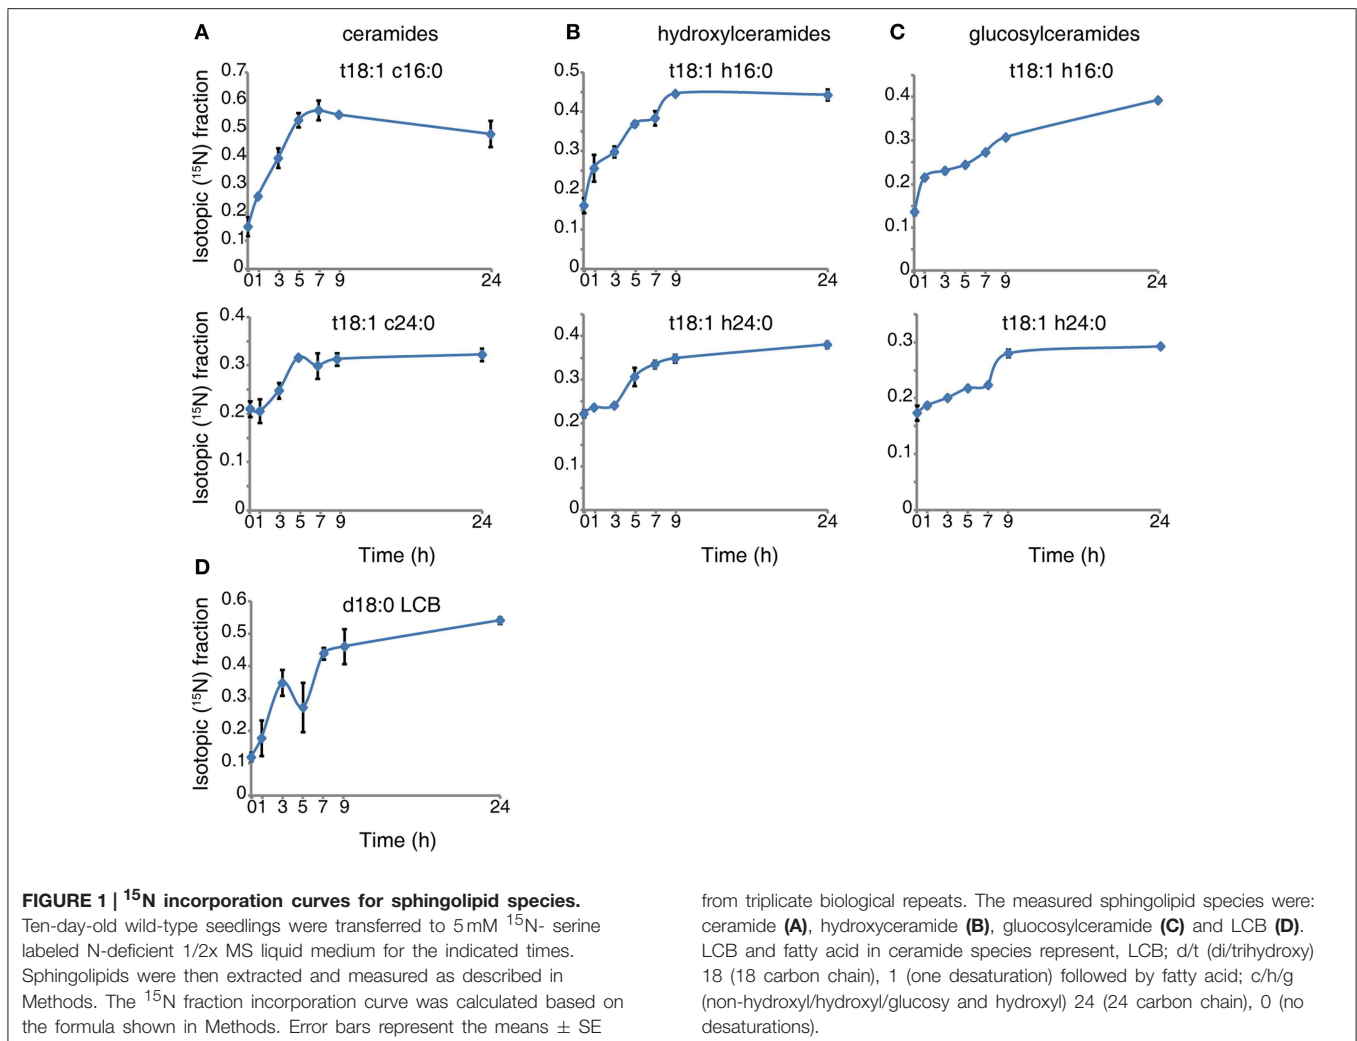 A ceramides
B hydroxylceramides
C glucosylceramides
t18:1 c16:0
Isotopic (¹⁵N) fraction
0.7
0.6
0.5
0.4
0.3
0.2
0.1
0
01 3 5 7 9 24
t18:1 h16:0
0.5
0.4
0.3
0.2
0.1
0
01 3 5 7 9 24
t18:1 h16:0
0.4
0.3
0.2
0.1
0
01 3 5 7 9 24
t18:1 c24:0
Isotopic (¹⁵N) fraction
0.4
0.3
0.2
0.1
0
01 3 5 7 9 24
Time (h)
t18:1 h24:0
0.4
0.3
0.2
0.1
0
01 3 5 7 9 24
Time (h)
t18:1 h24:0
0.3
0.2
0.1
0
01 3 5 7 9 24
Time (h)
D
d18:0 LCB
Isotopic (¹⁵N) fraction
0.6
0.5
0.4
0.3
0.2
0.1
0
01 3 5 7 9 24
Time (h)
FIGURE 1 | ¹⁵N incorporation curves for sphingolipid species.
Ten-day-old wild-type seedlings were transferred to 5 mM ¹⁵N- serine
labeled N-deficient 1/2x MS liquid medium for the indicated times.
Sphingolipids were then extracted and measured as described in
Methods. The ¹⁵N fraction incorporation curve was calculated based on
the formula shown in Methods. Error bars represent the means ± SE
from triplicate biological repeats. The measured sphingolipid species were:
ceramide (A), hydroxyceramide (B), gluocosylceramide (C) and LCB (D).
LCB and fatty acid in ceramide species represent, LCB; d/t (di/trihydroxy)
18 (18 carbon chain), 1 (one desaturation) followed by fatty acid; c/h/g
(non-hydroxyl/hydroxyl/glucosy and hydroxyl) 24 (24 carbon chain), 0 (no
desaturations).